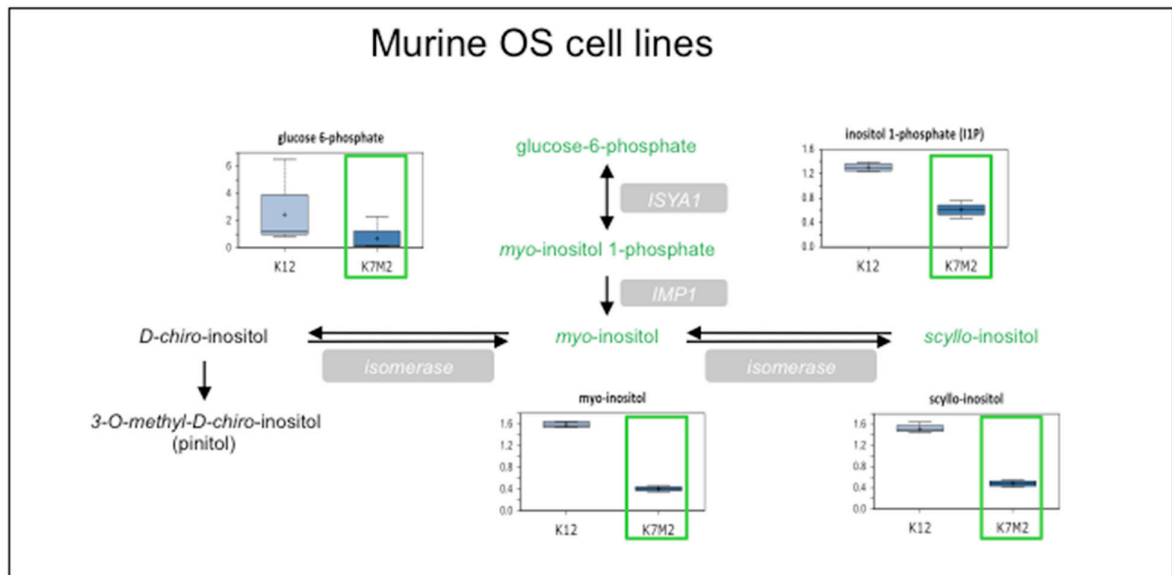 Murine OS cell lines
glucose 6-phosphate
6
4
2
0
K12
K7M2
glucose-6-phosphate
ISYA1
myo-inositol 1-phosphate
IMP1
inositol 1-phosphate (I1P)
1.6
1.2
0.8
0.4
0.0
K12
K7M2
D-chiro-inositol
isomerase
myo-inositol
isomerase
scyllo-inositol
3-O-methyl-D-chiro-inositol
(pinitol)
myo-inositol
1.6
1.2
0.8
0.4
0.0
K12
K7M2
scyllo-inositol
1.6
1.2
0.8
0.4
0.0
K12
K7M2